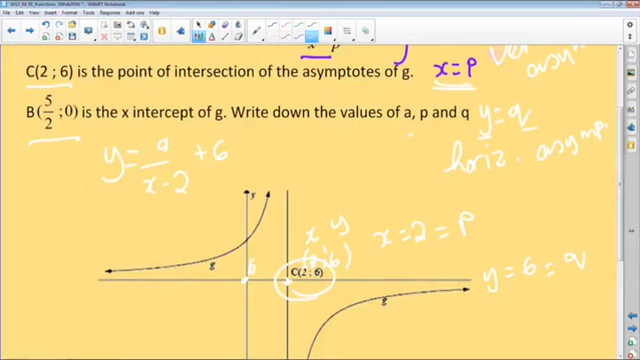 File Edit View Insert Format Tools Add-ons Help
x p
C(2 ; 6) is the point of intersection of the asymptotes of g. x = p
asym
B(5/2 ; 0) is the x intercept of g. Write down the values of a, p and q
y = q
horiz. asymp
y = a/(x - 2) + 6
y
x y
(2; 6)
x = 2 = p
g
6
C(2 ; 6)
y = 6 = q
g